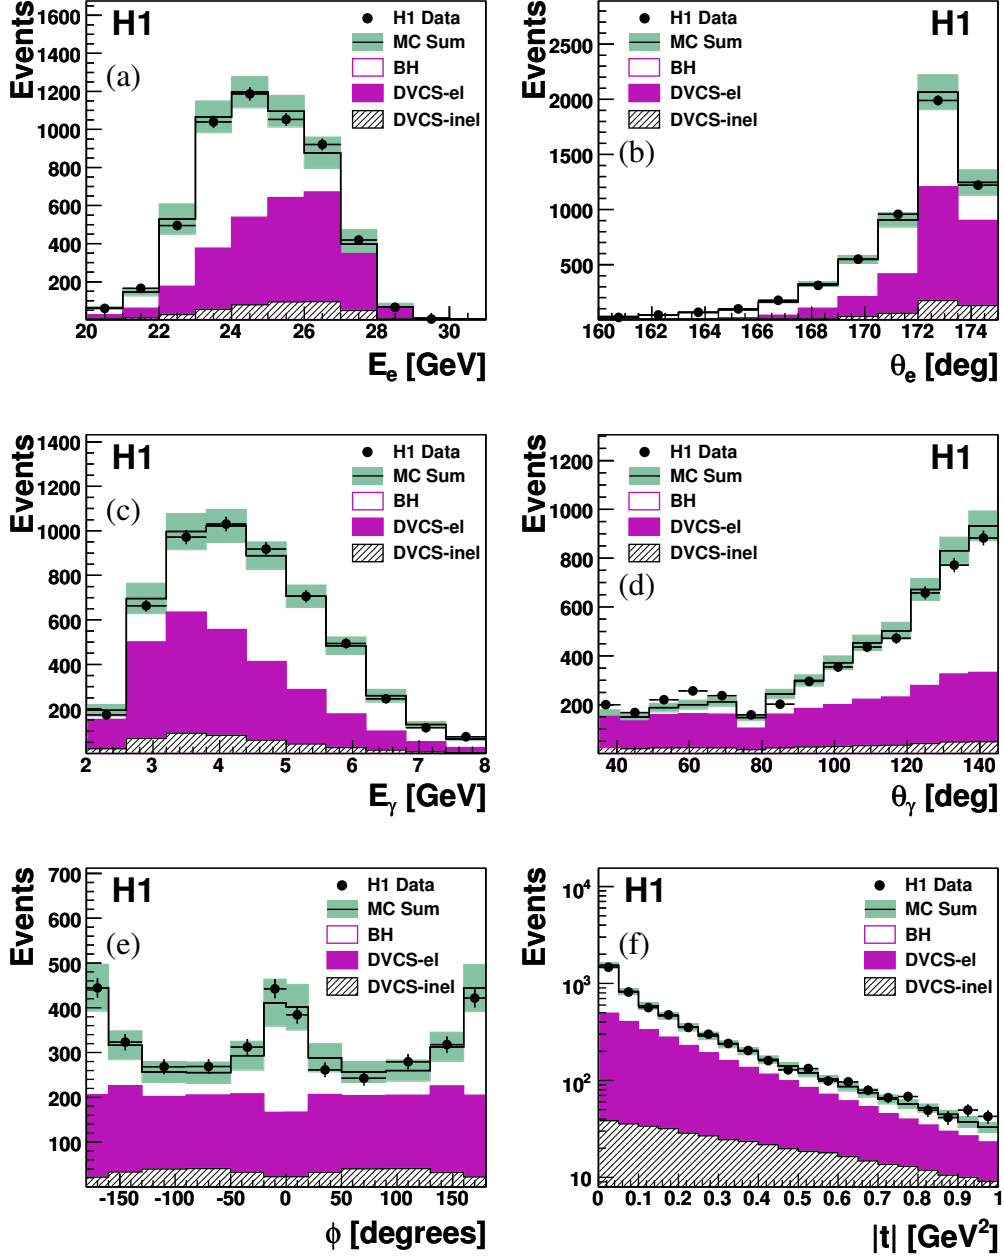 Events
1600
1400
1200
1000
800
600
400
200
H1
(a)
H1 Data
MC Sum
BH
DVCS-el
DVCS-inel
20 22 24 26 28 30
E_e [GeV]
Events
2500
2000
1500
1000
500
H1
(b)
H1 Data
MC Sum
BH
DVCS-el
DVCS-inel
160 162 164 166 168 170 172 174
θ_e [deg]
Events
1400
1200
1000
800
600
400
200
H1
(c)
H1 Data
MC Sum
BH
DVCS-el
DVCS-inel
2 3 4 5 6 7 8
E_γ [GeV]
Events
1200
1000
800
600
400
200
H1
(d)
H1 Data
MC Sum
BH
DVCS-el
DVCS-inel
40 60 80 100 120 140
θ_γ [deg]
Events
700
600
500
400
300
200
100
H1
(e)
H1 Data
MC Sum
BH
DVCS-el
DVCS-inel
-150 -100 -50 0 50 100 150
ϕ [degrees]
Events
10⁴
10³
10²
10
H1
(f)
H1 Data
MC Sum
BH
DVCS-el
DVCS-inel
0 0.1 0.2 0.3 0.4 0.5 0.6 0.7 0.8 0.9 1
|t| [GeV²]